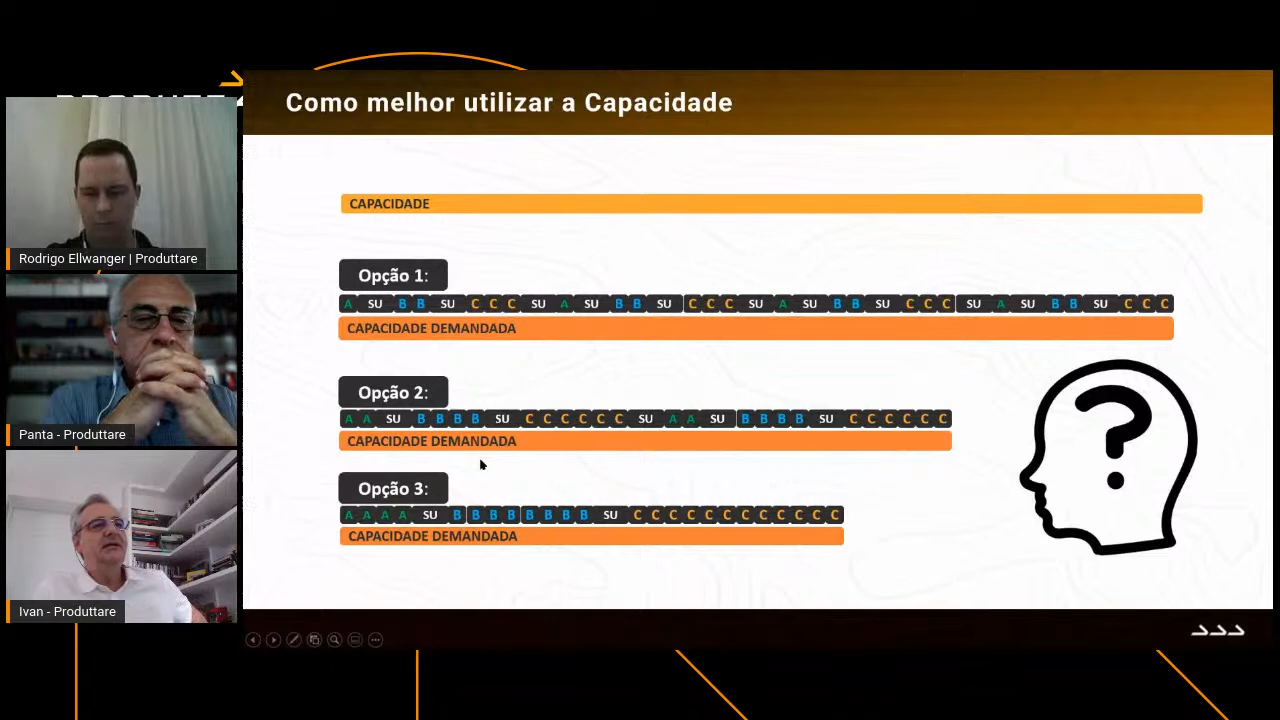 Como melhor utilizar a Capacidade
CAPACIDADE
Opção 1:
A SU B B SU C C C SU A SU B B SU C C C SU A SU B B SU C C C SU A SU B B SU C C C
CAPACIDADE DEMANDADA
Opção 2:
A A SU B B B B SU C C C C C C SU A A SU B B B B SU C C C C C C
CAPACIDADE DEMANDADA
Opção 3:
A A A A SU B B B B B B B B SU C C C C C C C C C C C C
CAPACIDADE DEMANDADA
Rodrigo Ellwanger | Produttare
Panta - Produttare
Ivan - Produttare